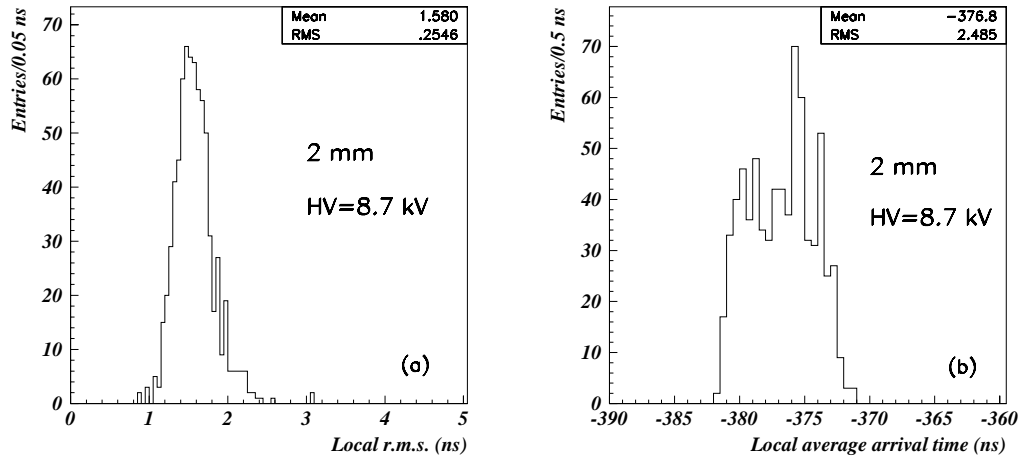 Entries/0.05 ns
70
60
50
40
30
20
10
0
Mean 1.580
RMS .2546
2 mm
HV=8.7 kV
(a)
0 1 2 3 4 5
Local r.m.s. (ns)
Entries/0.5 ns
70
60
50
40
30
20
10
0
Mean -376.8
RMS 2.485
2 mm
HV=8.7 kV
(b)
-390 -385 -380 -375 -370 -365 -360
Local average arrival time (ns)